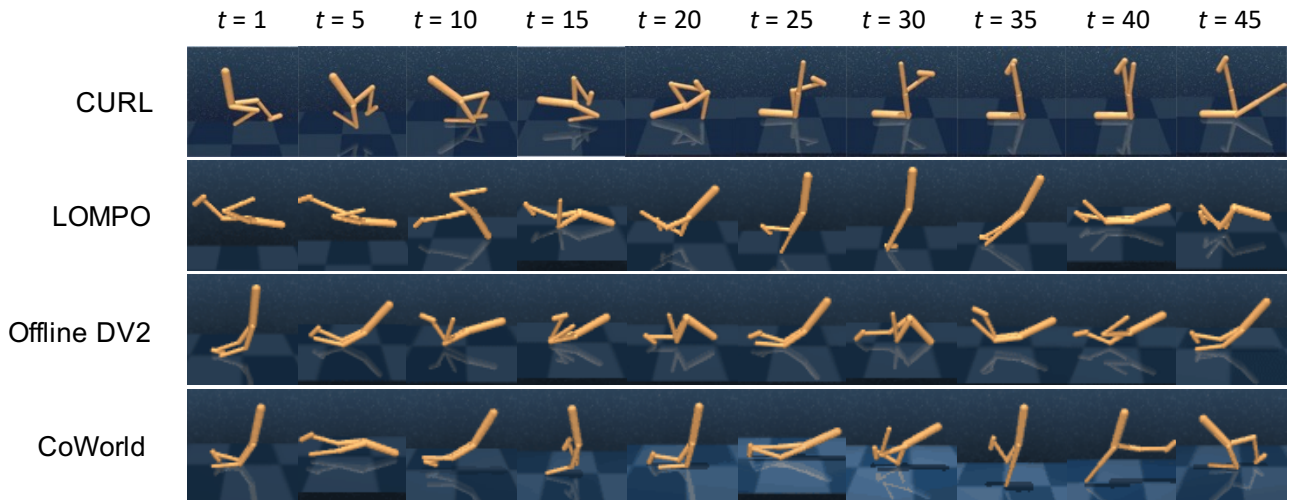 t = 1 t = 5 t = 10 t = 15 t = 20 t = 25 t = 30 t = 35 t = 40 t = 45
CURL
LOMPO
Offline DV2
CoWorld